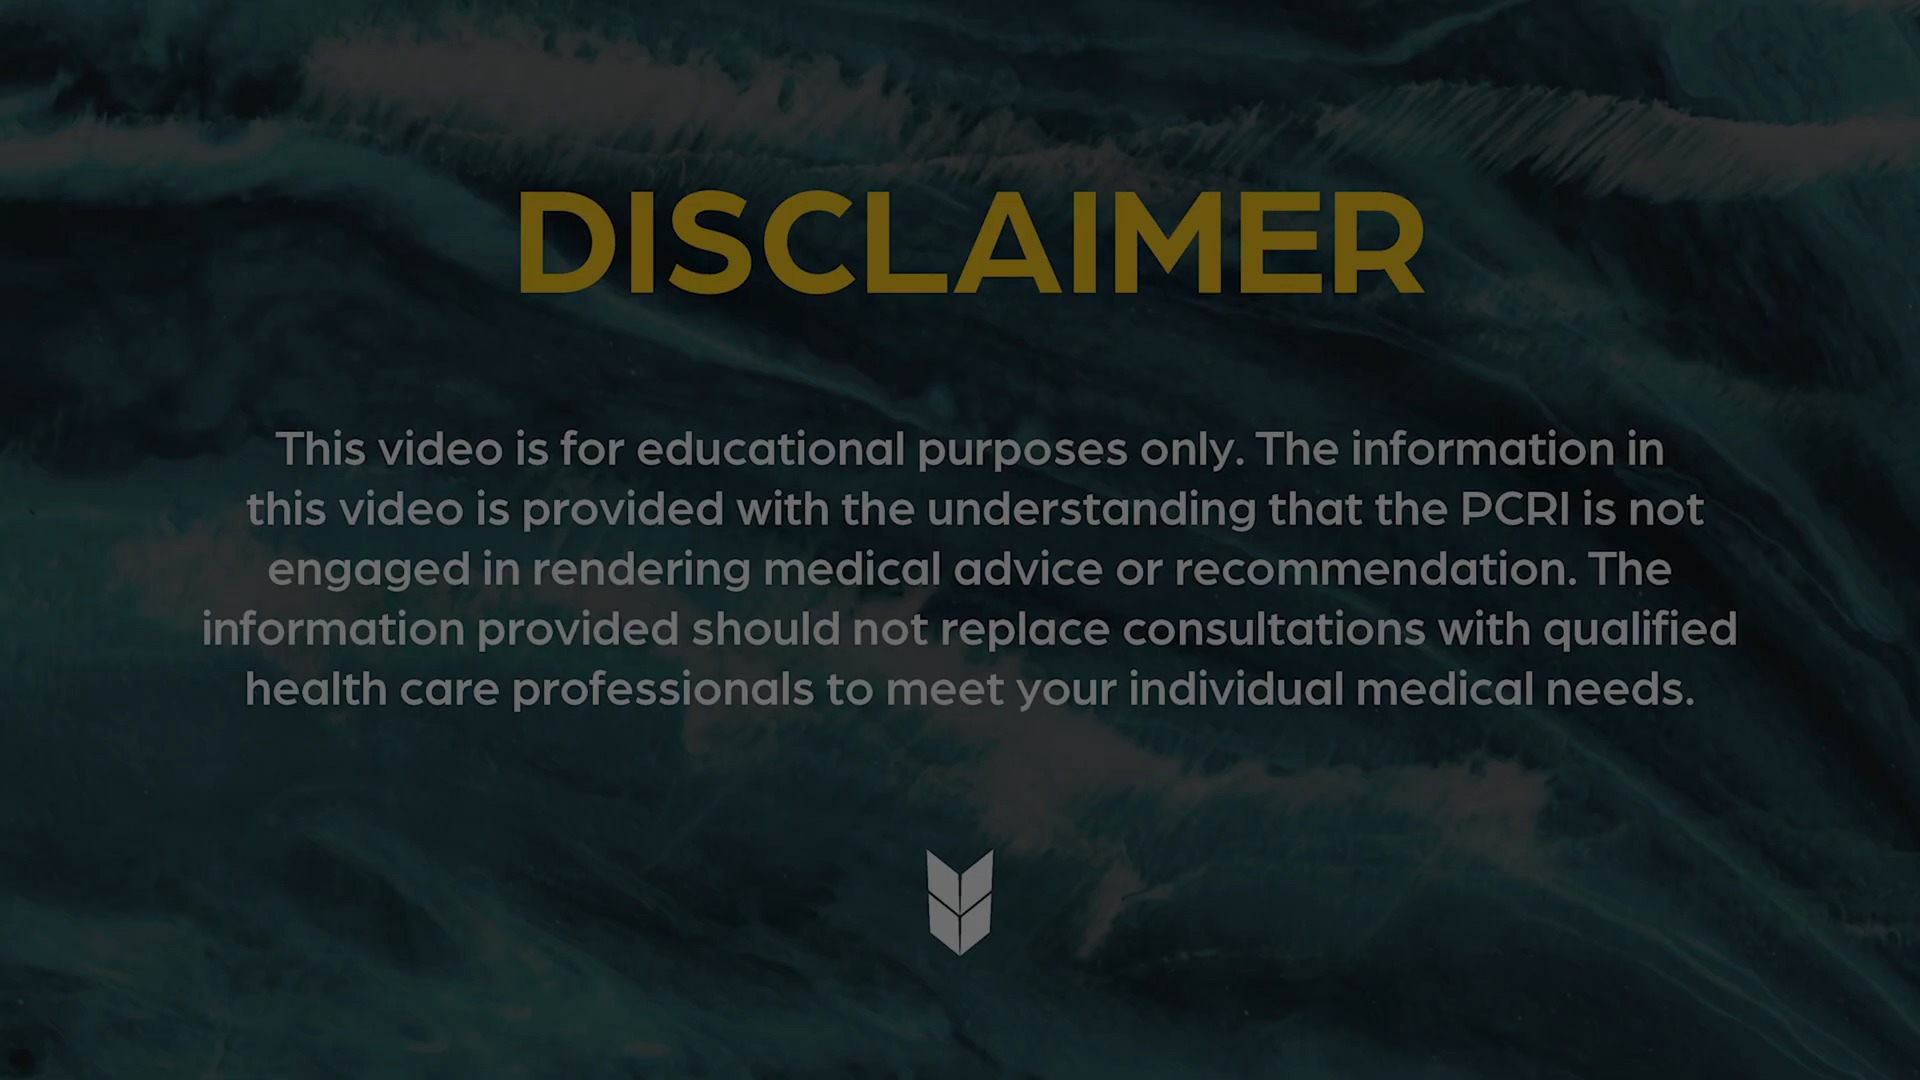 DISCLAIMER
This video is for educational purposes only. The information in
this video is provided with the understanding that the PCRI is not
engaged in rendering medical advice or recommendation. The
information provided should not replace consultations with qualified
health care professionals to meet your individual medical needs.